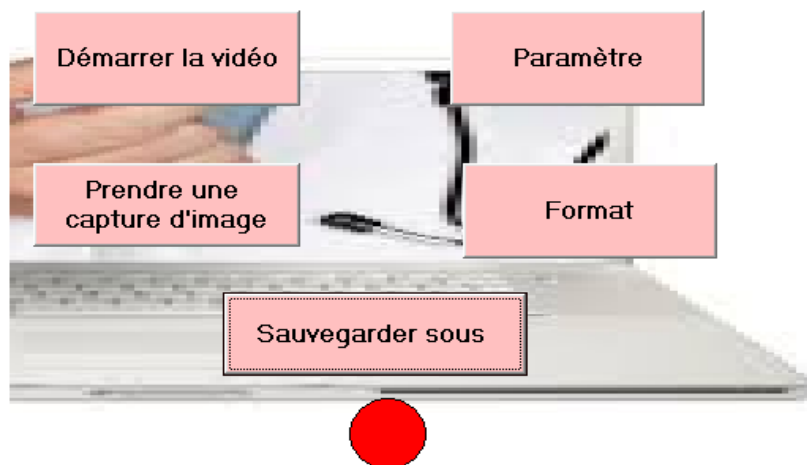 Démarrer la vidéo
Paramètre
Prendre une
capture d'image
Format
Sauvegarder sous